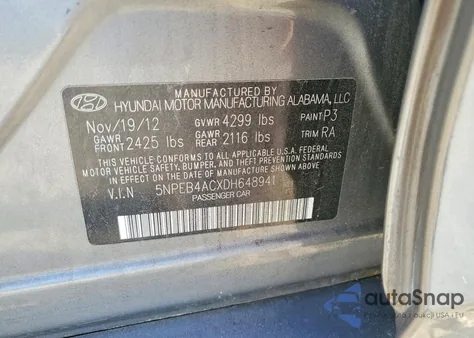 MANUFACTURED BY
HYUNDAI MOTOR MANUFACTURING ALABAMA, LLC
Nov/19/12 GVWR 4299 lbs PAINT P3
GAWR FRONT 2425 lbs GAWR REAR 2116 lbs TRIM RA
THIS VEHICLE CONFORMS TO ALL APPLICABLE U.S.A FEDERAL
MOTOR VEHICLE SAFETY, BUMPER, AND THEFT PREVENTION
STANDARDS IN EFFECT ON THE DATE OF MANUFACTURE
SHOWN ABOVE.
V.I.N 5NPEB4ACXDH648941
PASSENGER CAR
autoSnap